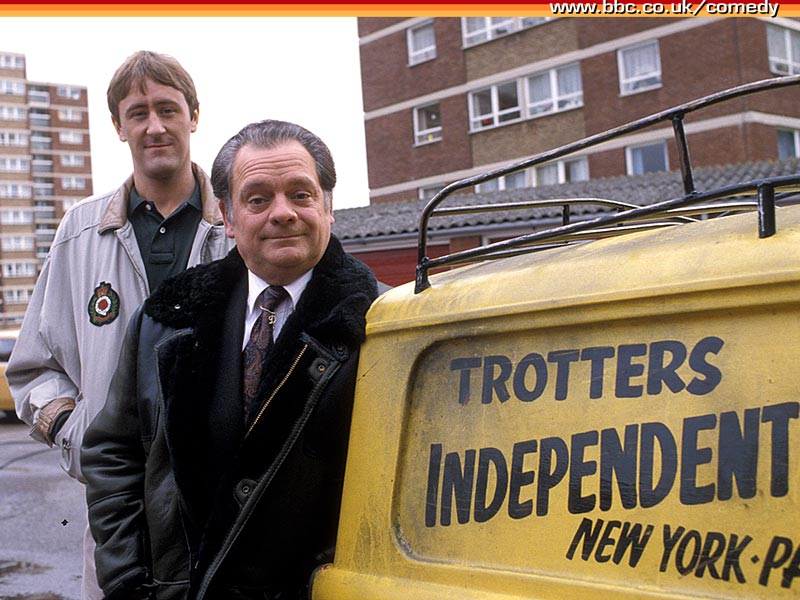 www.bbc.co.uk/comedy
TROTTERS
INDEPENDENT
NEW YORK · PA
D